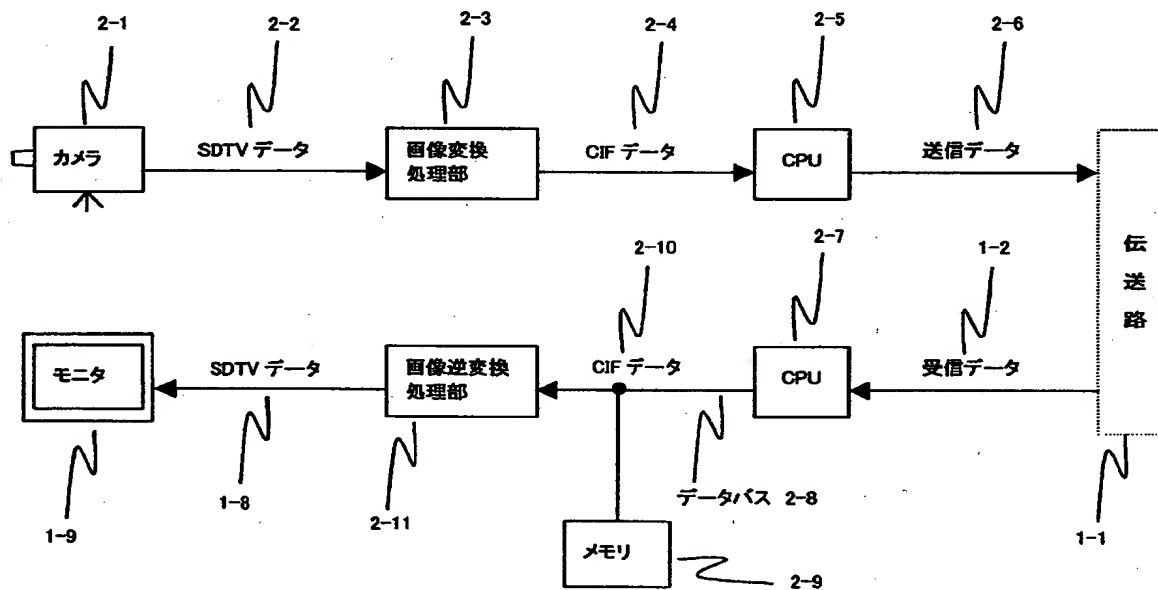 2-1
2-2
2-3
2-4
2-5
2-6
カメラ
SDTV データ
画像変換
処理部
CIF データ
CPU
送信データ
伝送路
2-10
2-7
1-2
モニタ
SDTV データ
画像逆変換
処理部
CIF データ
CPU
受信データ
1-9
1-8
2-11
データバス 2-8
1-1
メモリ
2-9